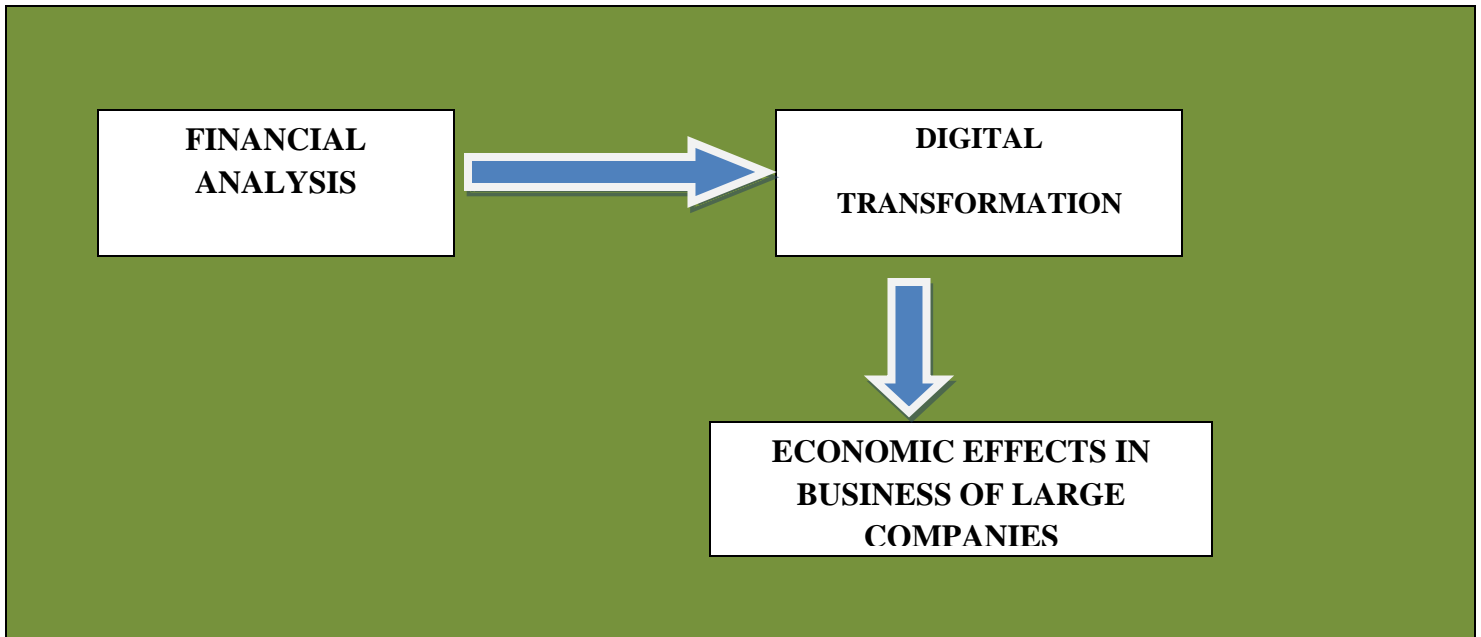 FINANCIAL
ANALYSIS
DIGITAL
TRANSFORMATION
ECONOMIC EFFECTS IN
BUSINESS OF LARGE
COMPANIES